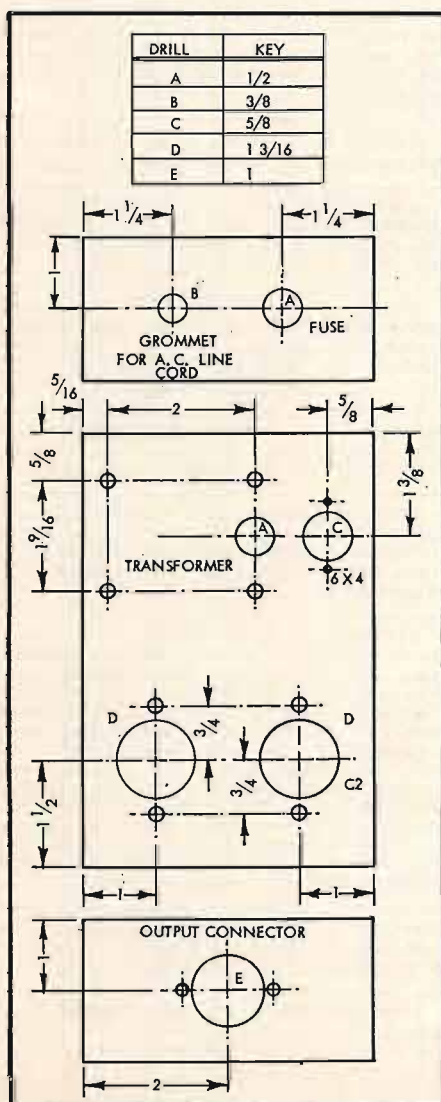 DRILL KEY
A 1/2
B 3/8
C 5/8
D 1 3/16
E 1
1 1/4 1 1/4
1
B A
GROMMET FUSE
FOR A.C. LINE
CORD
5/16 2 5/8
5/8
1 3/8
1 9/16
A C
TRANSFORMER 6X4
D D
3/4
3/4
C2
1 1/2
1 1
OUTPUT CONNECTOR
1
E
2